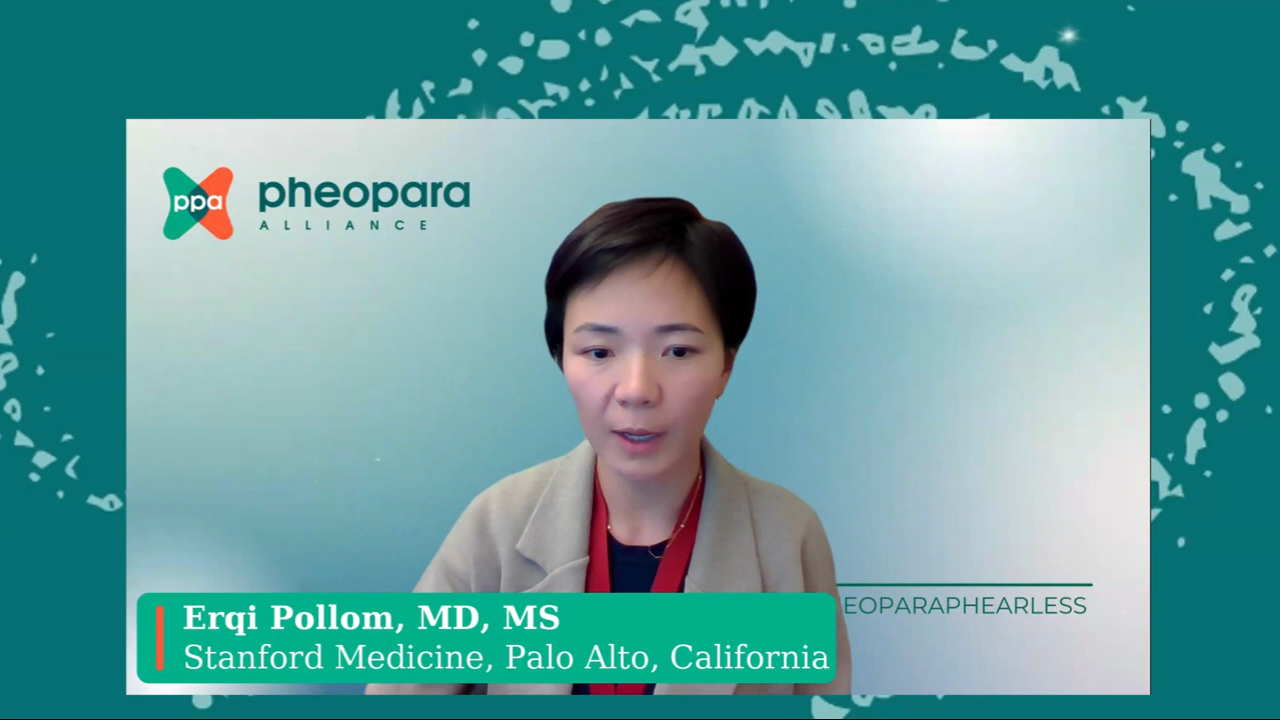 ppa
pheopara
ALLIANCE
Erqi Pollom, MD, MS
Stanford Medicine, Palo Alto, California
EOPARAPHEARLESS